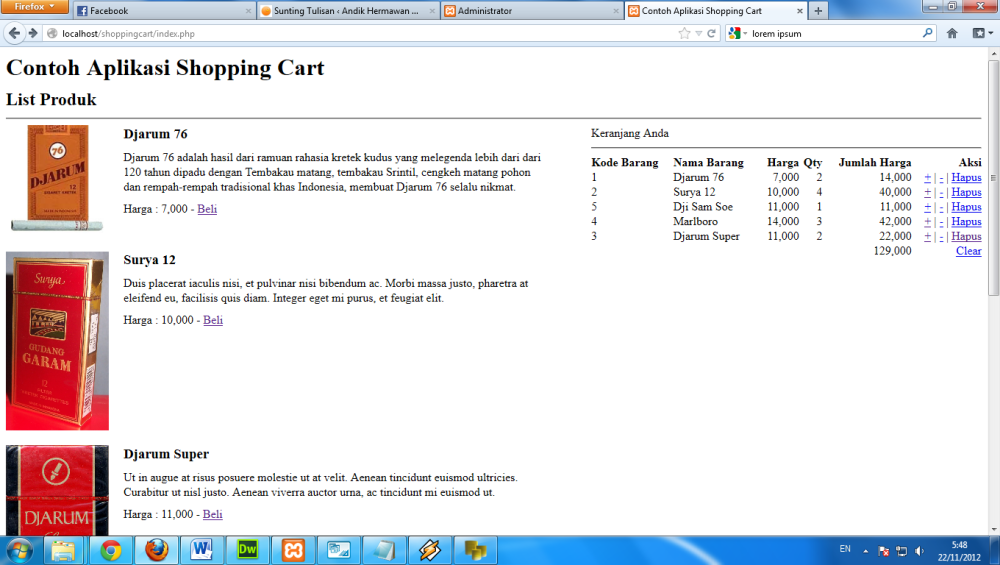 Firefox
Facebook
Sunting Tulisan ‹ Andik Hermawan ...
Administrator
Contoh Aplikasi Shopping Cart
localhost/shoppingcart/index.php
lorem ipsum
Contoh Aplikasi Shopping Cart
List Produk
76
DJARUM
12
Djarum 76
Djarum 76 adalah hasil dari ramuan rahasia kretek kudus yang melegenda lebih dari dari
120 tahun dipadu dengan Tembakau matang, tembakau Srintil, cengkeh matang pohon
dan rempah-rempah tradisional khas Indonesia, membuat Djarum 76 selalu nikmat.
Harga : 7,000 - Beli
Surya
GUDANG
GARAM
12
Surya 12
Duis placerat iaculis nisi, et pulvinar nisi bibendum ac. Morbi massa justo, pharetra at
eleifend eu, facilisis quis diam. Integer eget mi purus, et feugiat elit.
Harga : 10,000 - Beli
DJARUM
Djarum Super
Ut in augue at risus posuere molestie ut at velit. Aenean tincidunt euismod ultricies.
Curabitur ut nisl justo. Aenean viverra auctor urna, ac tincidunt mi euismod ut.
Harga : 11,000 - Beli
Keranjang Anda
Kode Barang Nama Barang Harga Qty Jumlah Harga Aksi
1 Djarum 76 7,000 2 14,000 + | - | Hapus
2 Surya 12 10,000 4 40,000 + | - | Hapus
5 Dji Sam Soe 11,000 1 11,000 + | - | Hapus
4 Marlboro 14,000 3 42,000 + | - | Hapus
3 Djarum Super 11,000 2 22,000 + | - | Hapus
129,000 Clear
EN
5:48
22/11/2012